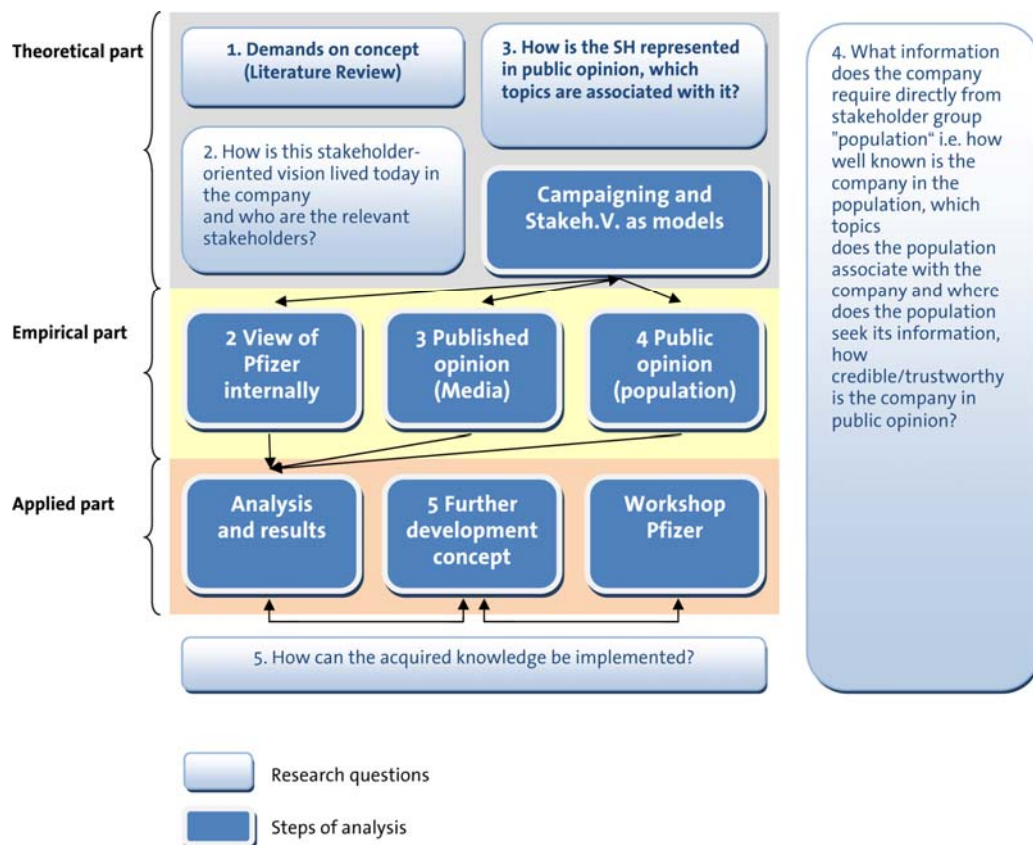 Theoretical part
1. Demands on concept
(Literature Review)
3. How is the SH represented
in public opinion, which
topics are associated with it?
2. How is this stakeholder-
oriented vision lived today in
the company
and who are the relevant
stakeholders?
Campaigning and
Stakeh.V. as models
Empirical part
2 View of
Pfizer
internally
3 Published
opinion
(Media)
4 Public
opinion
(population)
Applied part
Analysis
and results
5 Further
development
concept
Workshop
Pfizer
5. How can the acquired knowledge be implemented?
4. What information
does the company
require directly from
stakeholder group
"population“ i.e. how
well known is the
company in the
population, which
topics
does the population
associate with the
company and where
does the population
seek its information,
how
credible/trustworthy
is the company in
public opinion?
Research questions
Steps of analysis